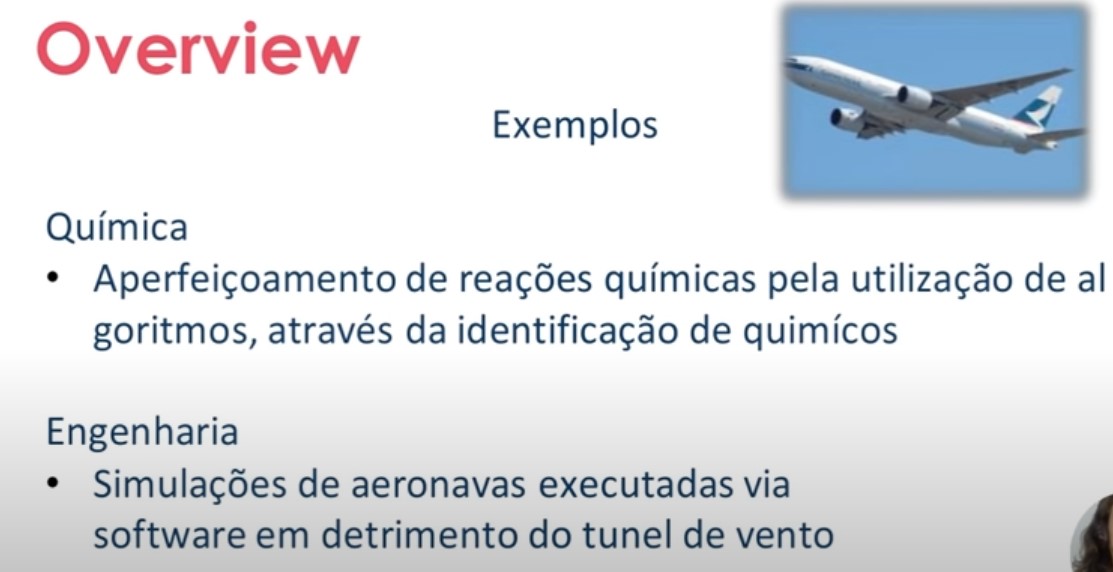 Overview
Exemplos
Química
• Aperfeiçoamento de reações químicas pela utilização de al
goritmos, através da identificação de quimícos
Engenharia
• Simulações de aeronavas executadas via
software em detrimento do tunel de vento